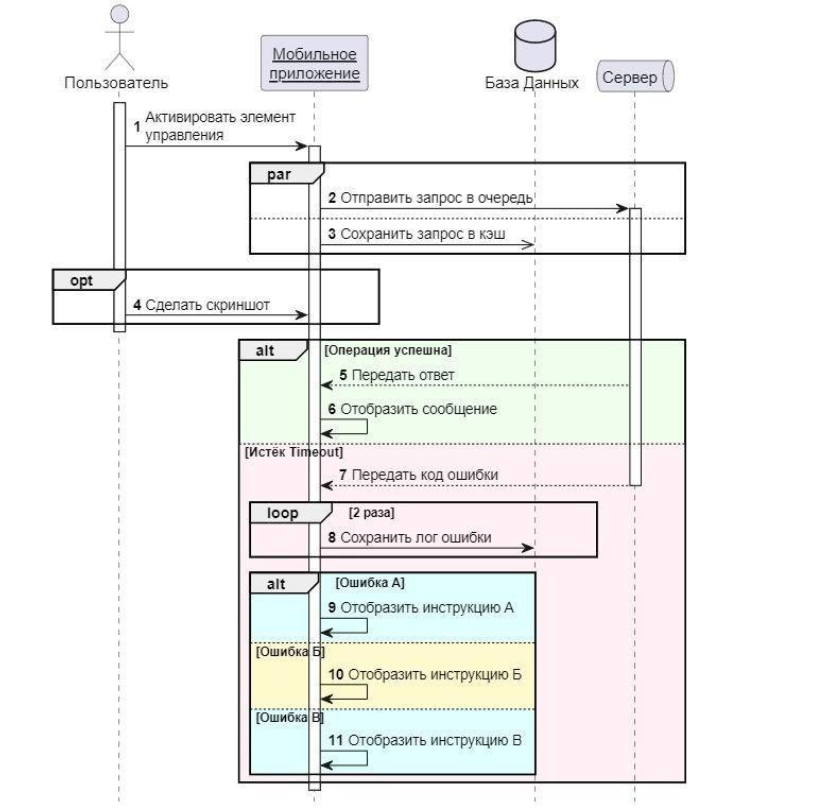 Пользователь
Мобильное
приложение
База Данных
Сервер
1 Активировать элемент
управления
par
2 Отправить запрос в очередь
3 Сохранить запрос в кэш
opt
4 Сделать скриншот
alt [Операция успешна]
5 Передать ответ
6 Отобразить сообщение
[Истёк Timeout]
7 Передать код ошибки
loop [2 раза]
8 Сохранить лог ошибки
alt [Ошибка А]
9 Отобразить инструкцию А
[Ошибка Б]
10 Отобразить инструкцию Б
[Ошибка В]
11 Отобразить инструкцию В